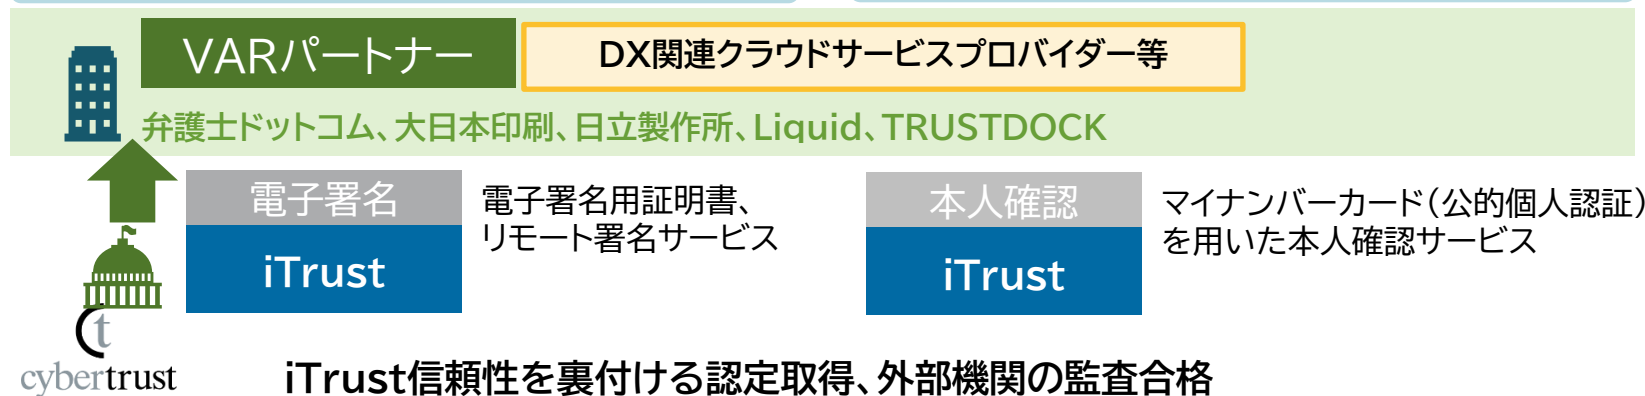 VARパートナー
DX関連クラウドサービスプロバイダー等
弁護士ドットコム、大日本印刷、日立製作所、Liquid、TRUSTDOCK
電子署名
iTrust
電子署名用証明書、
リモート署名サービス
本人確認
iTrust
マイナンバーカード(公的個人認証)
を用いた本人確認サービス
Ct
cybertrust
iTrust信頼性を裏付ける認定取得、外部機関の監査合格